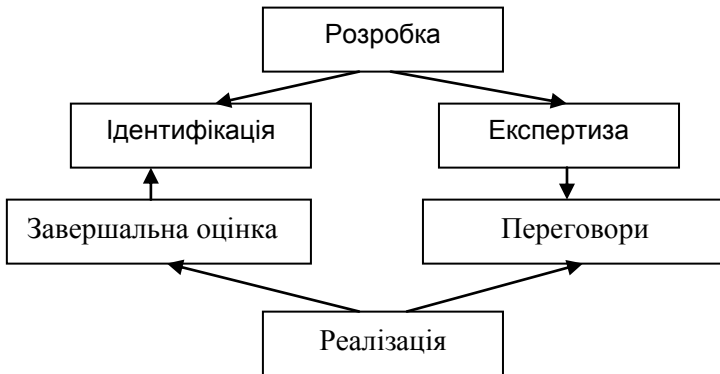 Розробка
Ідентифікація
Експертиза
Завершальна оцінка
Переговори
Реалізація